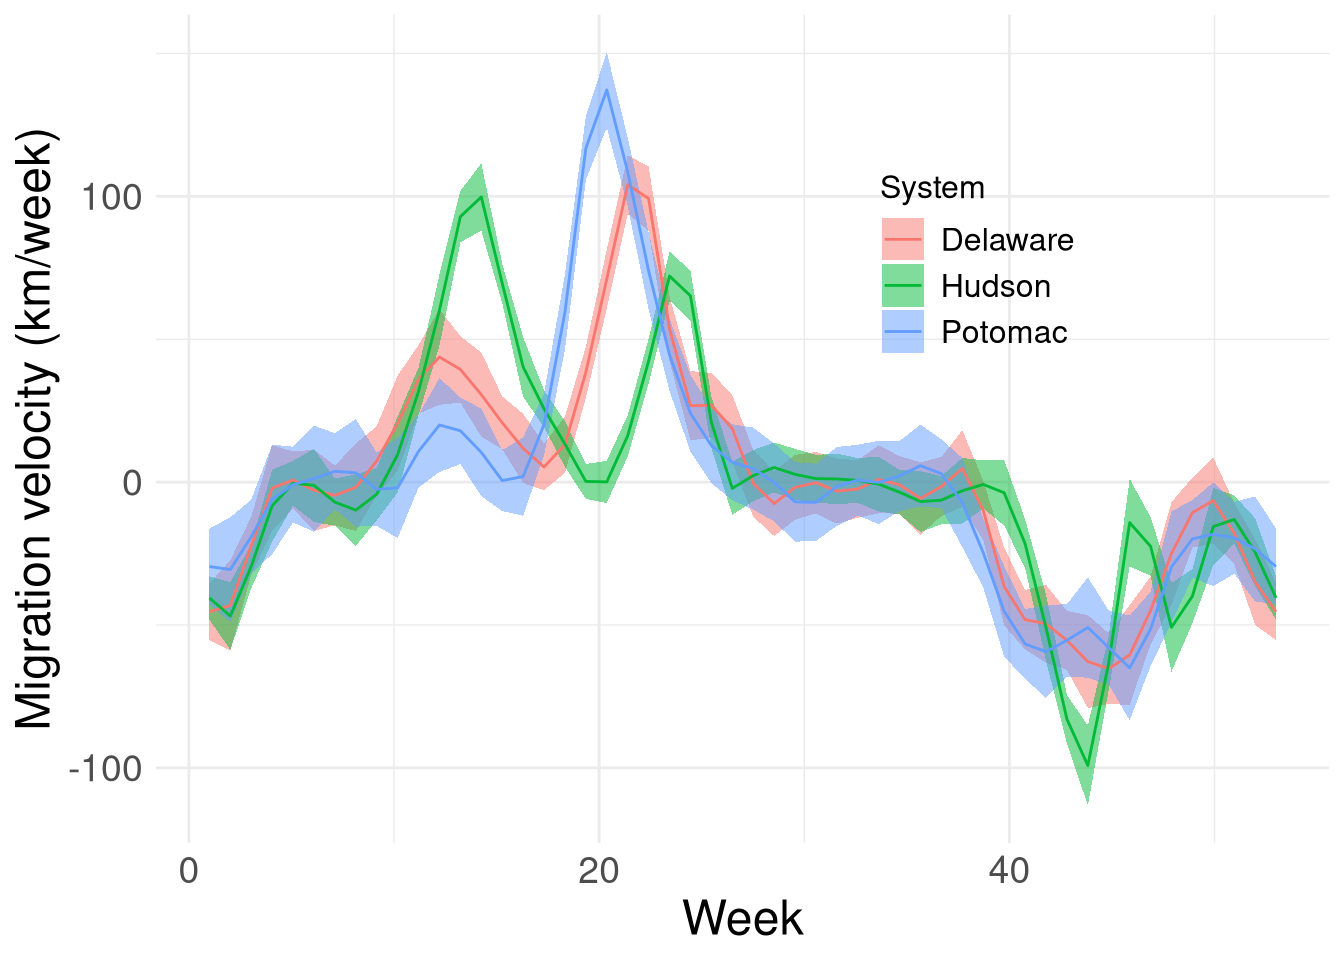 Migration velocity (km/week)
100
0
-100
System
Delaware
Hudson
Potomac
0
20
40
Week